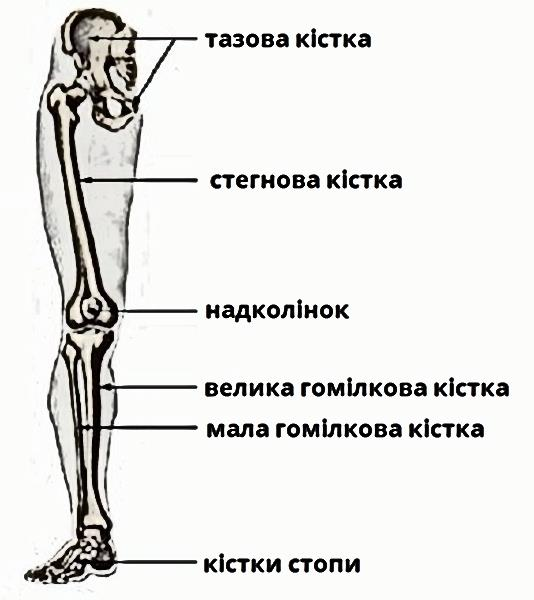 тазова кістка
стегнова кістка
надколінок
велика гомілкова кістка
мала гомілкова кістка
кістки стопи